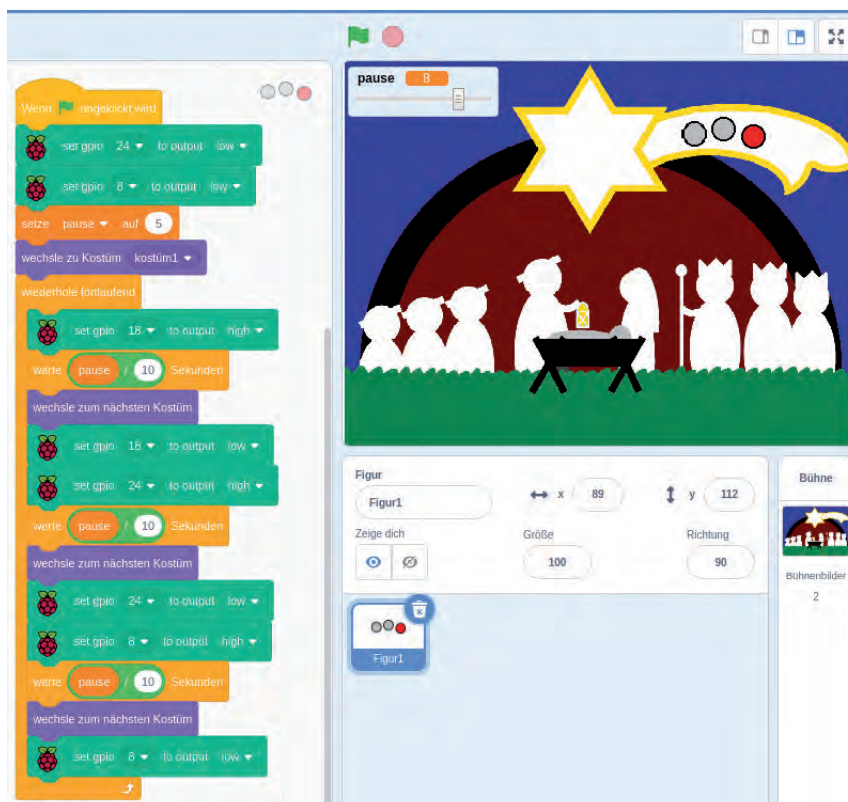 Wenn angeklickt wird
set gpio 24 to output low
set gpio 8 to output low
setze pause auf 5
wechsle zu Kostüm kostüm1
wiederhole fortlaufend
set gpio 18 to output high
warte pause / 10 Sekunden
wechsle zum nächsten Kostüm
set gpio 18 to output low
set gpio 24 to output high
warte pause / 10 Sekunden
wechsle zum nächsten Kostüm
set gpio 24 to output low
set gpio 8 to output high
warte pause / 10 Sekunden
wechsle zum nächsten Kostüm
set gpio 8 to output low
pause 8
Figur
Figur1
x 89
y 112
Zeige dich
Größe
100
Richtung
90
Figur1
Bühne
Bühnenbilder
2